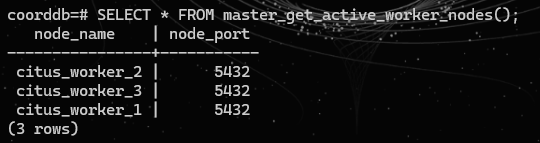 coorddb=# SELECT * FROM master_get_active_worker_nodes();
   node_name    | node_port
----------------+-----------
 citus_worker_2 |      5432
 citus_worker_3 |      5432
 citus_worker_1 |      5432
(3 rows)